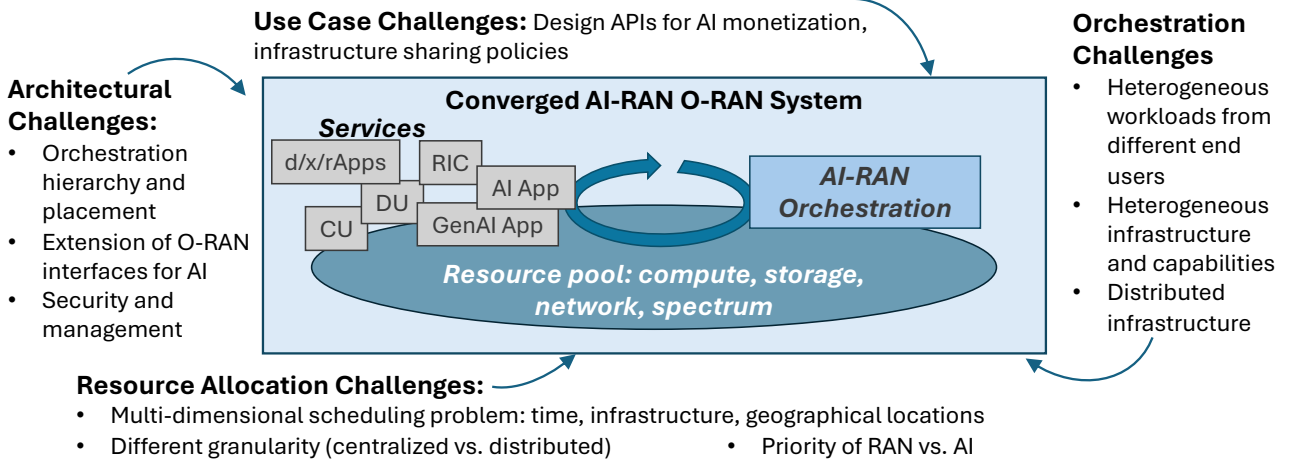 Use Case Challenges: Design APIs for AI monetization,
infrastructure sharing policies
Architectural
Challenges:
• Orchestration
hierarchy and
placement
• Extension of O-RAN
interfaces for AI
• Security and
management
Converged AI-RAN O-RAN System
Services
d/x/rApps
RIC
AI App
DU
GenAI App
CU
AI-RAN
Orchestration
Resource pool: compute, storage,
network, spectrum
Orchestration
Challenges
• Heterogeneous
workloads from
different end
users
• Heterogeneous
infrastructure
and capabilities
• Distributed
infrastructure
Resource Allocation Challenges:
• Multi-dimensional scheduling problem: time, infrastructure, geographical locations
• Different granularity (centralized vs. distributed)
• Priority of RAN vs. AI